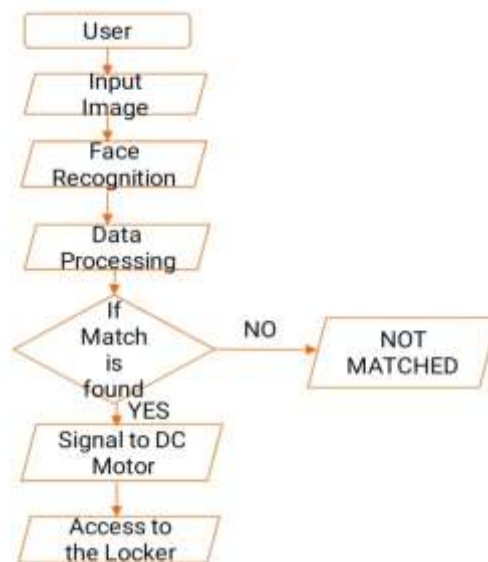 User
Input
Image
Face
Recognition
Data
Processing
If
Match
is
found
NO
NOT
MATCHED
YES
Signal to DC
Motor
Access to
the Locker